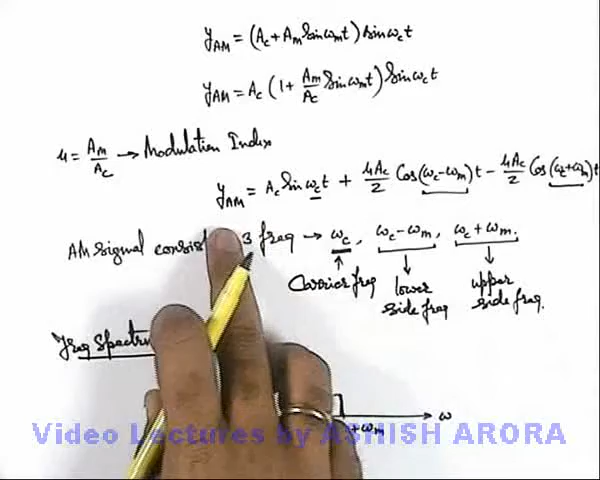 y_AM = (A_c + A_m sin ω_m t) sin ω_c t
y_AM = A_c (1 + A_m/A_c sin ω_m t) sin ω_c t
μ = A_m/A_c → Modulation Index
y_AM = A_c sin ω_c t + μA_c/2 Cos(ω_c-ω_m)t - μA_c/2 Cos(ω_c+ω_m)t
AM signal consist 3 freq → ω_c, ω_c-ω_m, ω_c+ω_m.
Carrier freq lower side freq upper side freq.
Freq Spectru
ω
+ω_m
Video Lectures by ASHISH ARORA